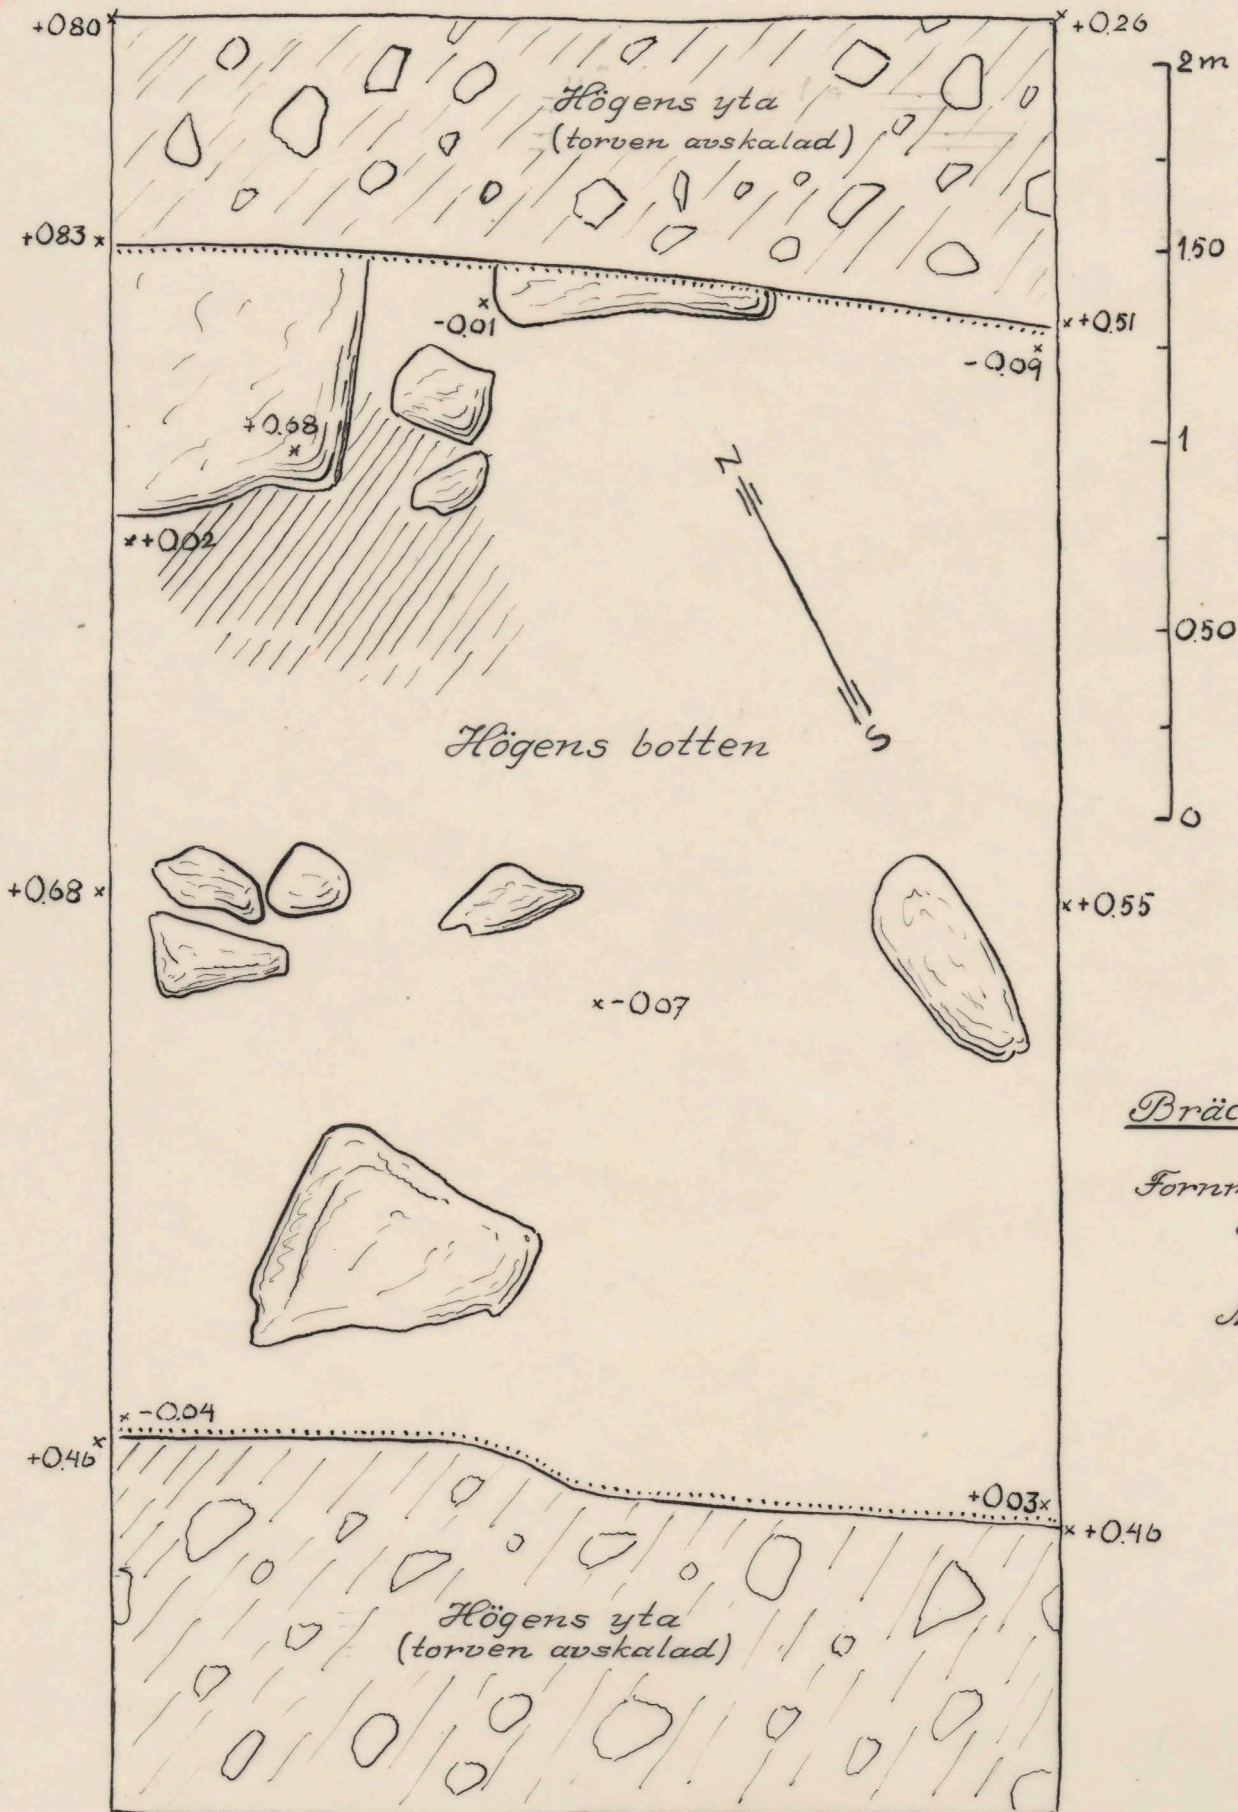 +0.80
+0.26
2m
Högens yta
(torven avskalad)
+0.83
1.50
-0.01
+0.51
-0.09
+0.68
1
N
+0.02
0.50
S
Högens botten
0
+0.68
+0.55
-0.07
-0.04
+0.46
+0.03
+0.46
Högens yta
(torven avskalad)